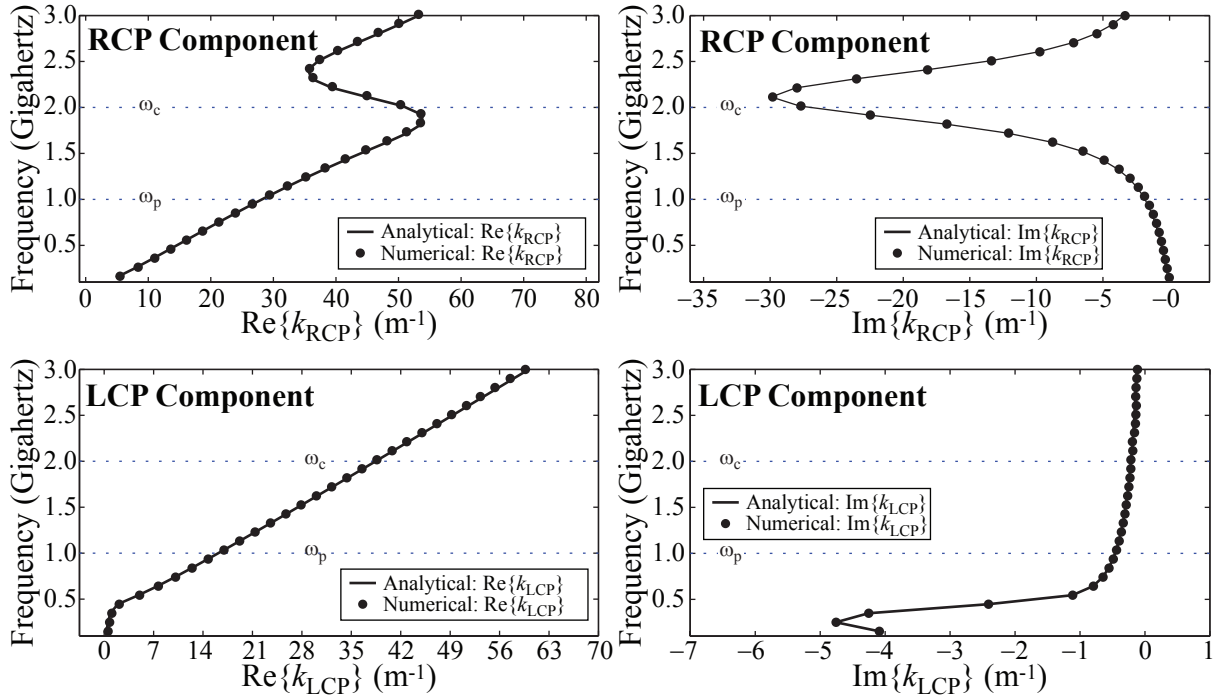 RCP Component
Frequency (Gigahertz)
3.0
2.5
2.0
1.5
1.0
0.5
ωc
ωp
Analytical: Re{kRCP}
Numerical: Re{kRCP}
0 10 20 30 40 50 60 70 80
Re{kRCP} (m-1)
RCP Component
Frequency (Gigahertz)
3.0
2.5
2.0
1.5
1.0
0.5
ωc
ωp
Analytical: Im{kRCP}
Numerical: Im{kRCP}
−35 −30 −25 −20 −15 −10 −5 −0 5
Im{kRCP} (m-1)
LCP Component
Frequency (Gigahertz)
3.0
2.5
2.0
1.5
1.0
0.5
ωc
ωp
Analytical: Re{kLCP}
Numerical: Re{kLCP}
0 7 14 21 28 35 42 49 56 63 70
Re{kLCP} (m-1)
LCP Component
Frequency (Gigahertz)
3.0
2.5
2.0
1.5
1.0
0.5
ωc
Analytical: Im{kLCP}
Numerical: Im{kLCP}
ωp
−7 −6 −5 −4 −3 −2 −1 0 1
Im{kLCP} (m-1)